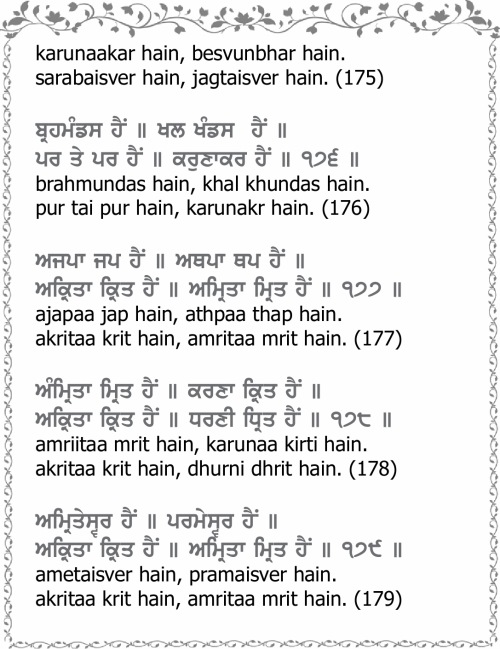 karunaakar hain, besvunbhar hain.
sarabaisver hain, jagtaisver hain. (175)
ਬ੍ਰਹਮੰਡਸ ਹੈਂ ॥ ਖਲ ਖੰਡਸ ਹੈਂ ॥
ਪਰ ਤੇ ਪਰ ਹੈਂ ॥ ਕਰੁਣਾਕਰ ਹੈਂ ॥ ੧੭੬ ॥
brahmundas hain, khal khundas hain.
pur tai pur hain, karunakr hain. (176)
ਅਜਪਾ ਜਪ ਹੈਂ ॥ ਅਥਪਾ ਥਪ ਹੈਂ ॥
ਅਕ੍ਰਿਤਾ ਕ੍ਰਿਤ ਹੈਂ ॥ ਅਮ੍ਰਿਤਾ ਮ੍ਰਿਤ ਹੈਂ ॥ ੧੭੭ ॥
ajapaa jap hain, athpaa thap hain.
akritaa krit hain, amritaa mrit hain. (177)
ਅੰਮ੍ਰਿਤਾ ਮ੍ਰਿਤ ਹੈਂ ॥ ਕਰਣਾ ਕ੍ਰਿਤ ਹੈਂ ॥
ਅਕ੍ਰਿਤਾ ਕ੍ਰਿਤ ਹੈਂ ॥ ਧਰਣੀ ਧ੍ਰਿਤ ਹੈਂ ॥ ੧੭੮ ॥
amriitaa mrit hain, karunaa kirti hain.
akritaa krit hain, dhurni dhrit hain. (178)
ਅਮ੍ਰਿਤੇਸ੍ਵਰ ਹੈਂ ॥ ਪਰਮੇਸ੍ਵਰ ਹੈਂ ॥
ਅਕ੍ਰਿਤਾ ਕ੍ਰਿਤ ਹੈਂ ॥ ਅਮ੍ਰਿਤਾ ਮ੍ਰਿਤ ਹੈਂ ॥ ੧੭੯ ॥
ametaisver hain, pramaisver hain.
akritaa krit hain, amritaa mrit hain. (179)